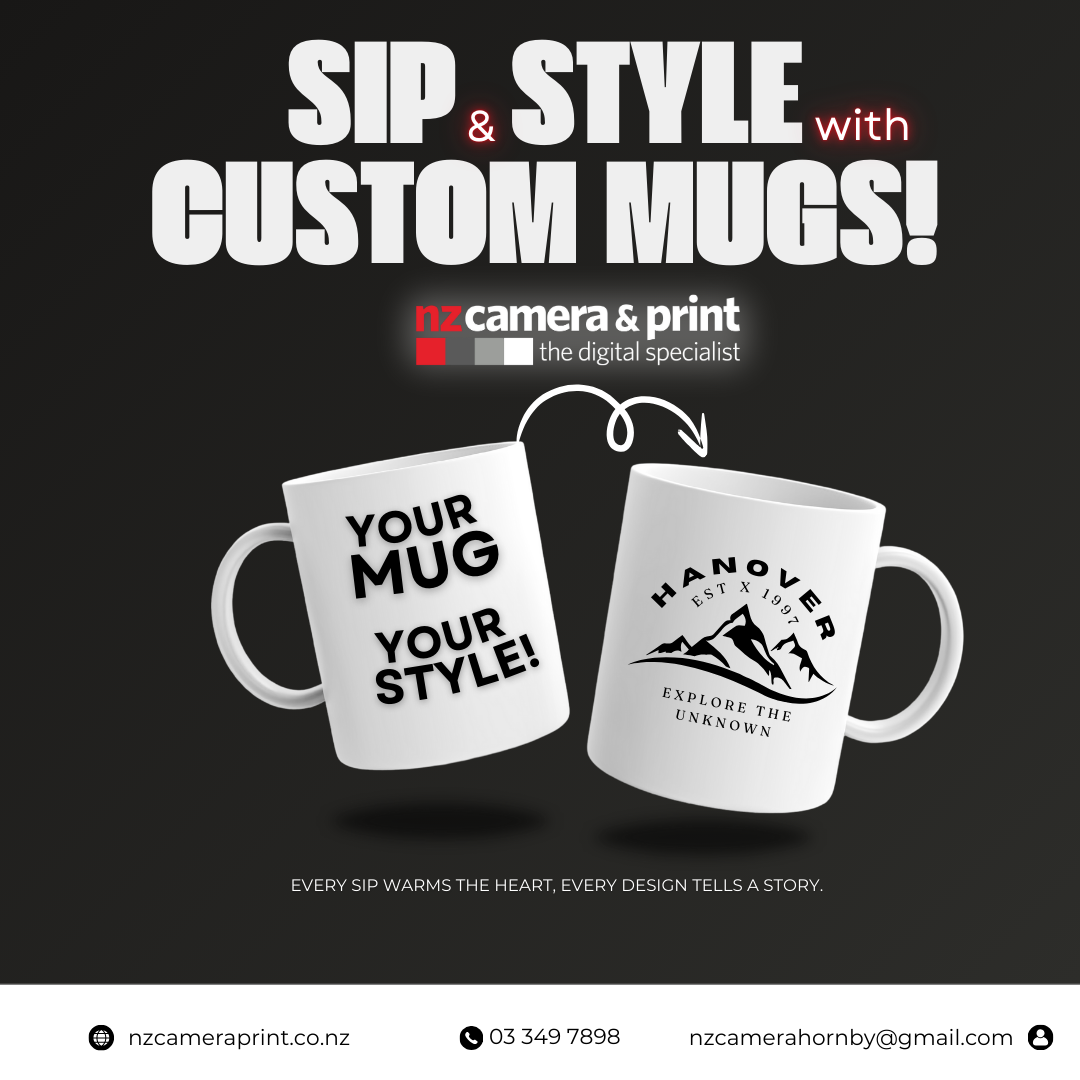 SIP & STYLE with
CUSTOM MUGS!
nzcamera & print
the digital specialist
YOUR
MUG
YOUR
STYLE!
HANOVER
EST X 1997
EXPLORE THE
UNKNOWN
EVERY SIP WARMS THE HEART, EVERY DESIGN TELLS A STORY.
nzcameraprint.co.nz 03 349 7898 nzcamerahornby@gmail.com